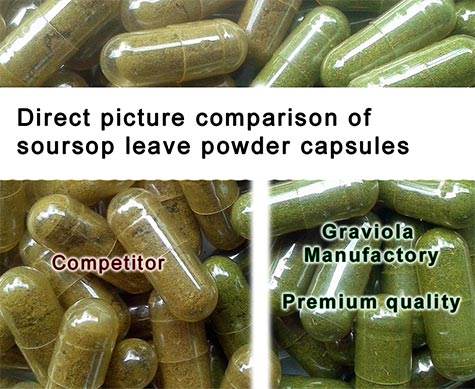 Direct picture comparison of
soursop leave powder capsules
Competitor
Graviola
Manufactory
Premium quality